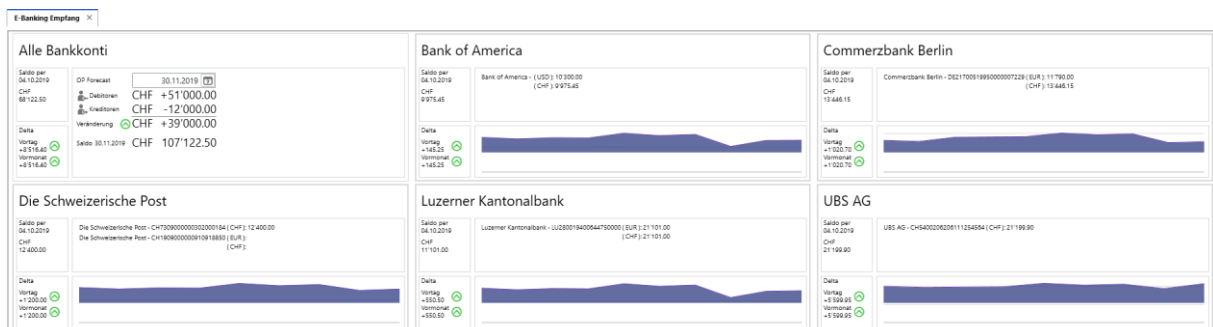 E-Banking Empfang
Alle Bankkonti
Saldo per
04.10.2019
CHF
68'122.50
OP Forecast 30.11.2019
Debitoren CHF +51'000.00
Kreditoren CHF -12'000.00
Veränderung CHF +39'000.00
Saldo 30.11.2019 CHF 107'122.50
Delta
Vortag
+8'516.40
Vormonat
+8'516.40
Bank of America
Saldo per
04.10.2019
CHF
9'975.45
Bank of America - ( USD ): 10'300.00
( CHF ): 9'975.45
Delta
Vortag
+145.25
Vormonat
+145.25
Commerzbank Berlin
Saldo per
04.10.2019
CHF
13'446.15
Commerzbank Berlin - DE21700519950000007229 ( EUR ): 11'790.00
( CHF ): 13'446.15
Delta
Vortag
+1'020.70
Vormonat
+1'020.70
Die Schweizerische Post
Saldo per
04.10.2019
CHF
12'400.00
Die Schweizerische Post - CH7309000000302000184 ( CHF ): 12'400.00
Die Schweizerische Post - CH1909000000910918850 ( EUR ):
( CHF ):
Delta
Vortag
+1'200.00
Vormonat
+1'200.00
Luzerner Kantonalbank
Saldo per
04.10.2019
CHF
11'101.00
Luzerner Kantonalbank - LU280019400644750000 ( EUR ): 21'101.00
( CHF ): 21'101.00
Delta
Vortag
+550.50
Vormonat
+550.50
UBS AG
Saldo per
04.10.2019
CHF
21'199.90
UBS AG - CH5400206206111254564 ( CHF ): 21'199.90
Delta
Vortag
+5'599.95
Vormonat
+5'599.95